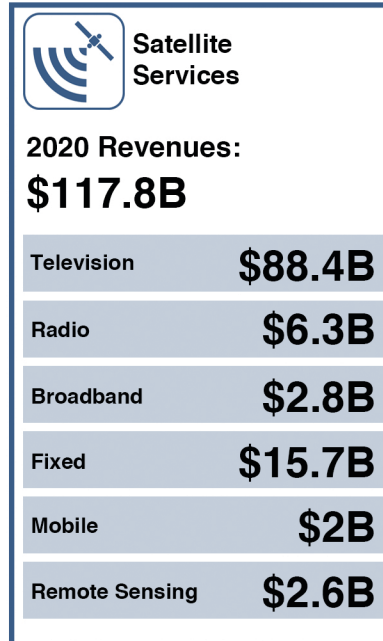 Satellite
Services
2020 Revenues:
$117.8B
Television $88.4B
Radio $6.3B
Broadband $2.8B
Fixed $15.7B
Mobile $2B
Remote Sensing $2.6B